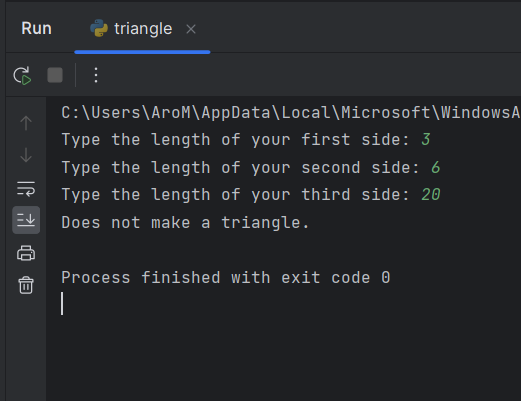 Run triangle
C:\Users\AroM\AppData\Local\Microsoft\WindowsA
Type the length of your first side: 3
Type the length of your second side: 6
Type the length of your third side: 20
Does not make a triangle.
Process finished with exit code 0